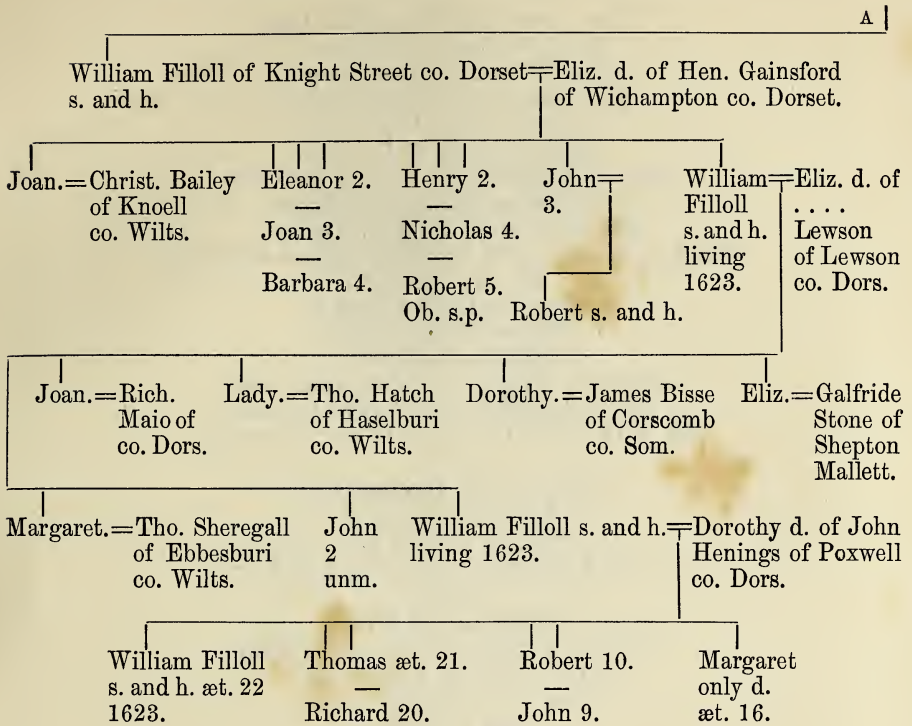 A
William Filloll of Knight Street co. Dorset=Eliz. d. of Hen. Gainsford
s. and h.
of Wichampton co. Dorset.
Joan.=Christ. Bailey
of Knoell
co. Wilts.
Eleanor 2.
—
Joan 3.
—
Barbara 4.
Henry 2.
—
Nicholas 4.
—
Robert 5.
Ob. s.p.
John=
3.
Robert s. and h.
William=Eliz. d. of
Filloll
s. and h.
living
1623.
. . . .
Lewson
of Lewson
co. Dors.
Joan.=Rich.
Maio of
co. Dors.
Lady.=Tho. Hatch
of Haselburi
co. Wilts.
Dorothy.=James Bisse
of Corscomb
co. Som.
Eliz.=Galfride
Stone of
Shepton
Mallett.
Margaret.=Tho. Sheregall
of Ebbesburi
co. Wilts.
John
2
unm.
William Filloll s. and h.=Dorothy d. of John
living 1623.
Henings of Poxwell
co. Dors.
William Filloll
s. and h. æt. 22
1623.
Thomas æt. 21.
—
Richard 20.
Robert 10.
—
John 9.
Margaret
only d.
æt. 16.